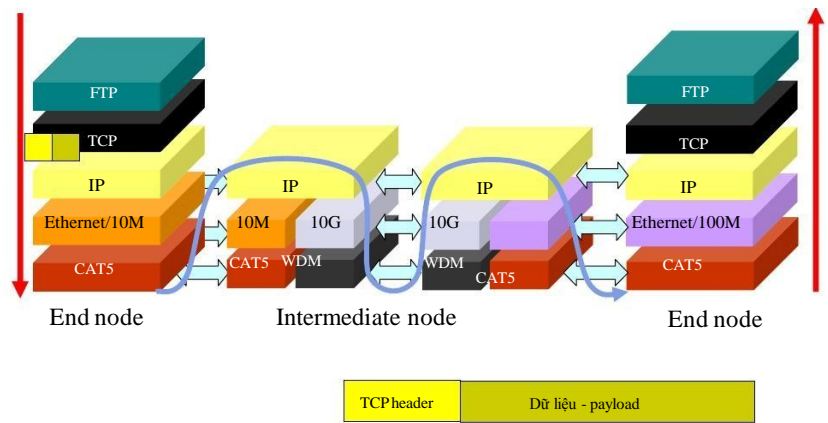 FTP
TCP
IP
Ethernet/10M
CAT5
IP
10M
10G
CAT5
WDM
IP
10G
WDM
CAT5
FTP
TCP
IP
Ethernet/100M
CAT5
End node
Intermediate node
End node
TCP header
Dữ liệu - payload